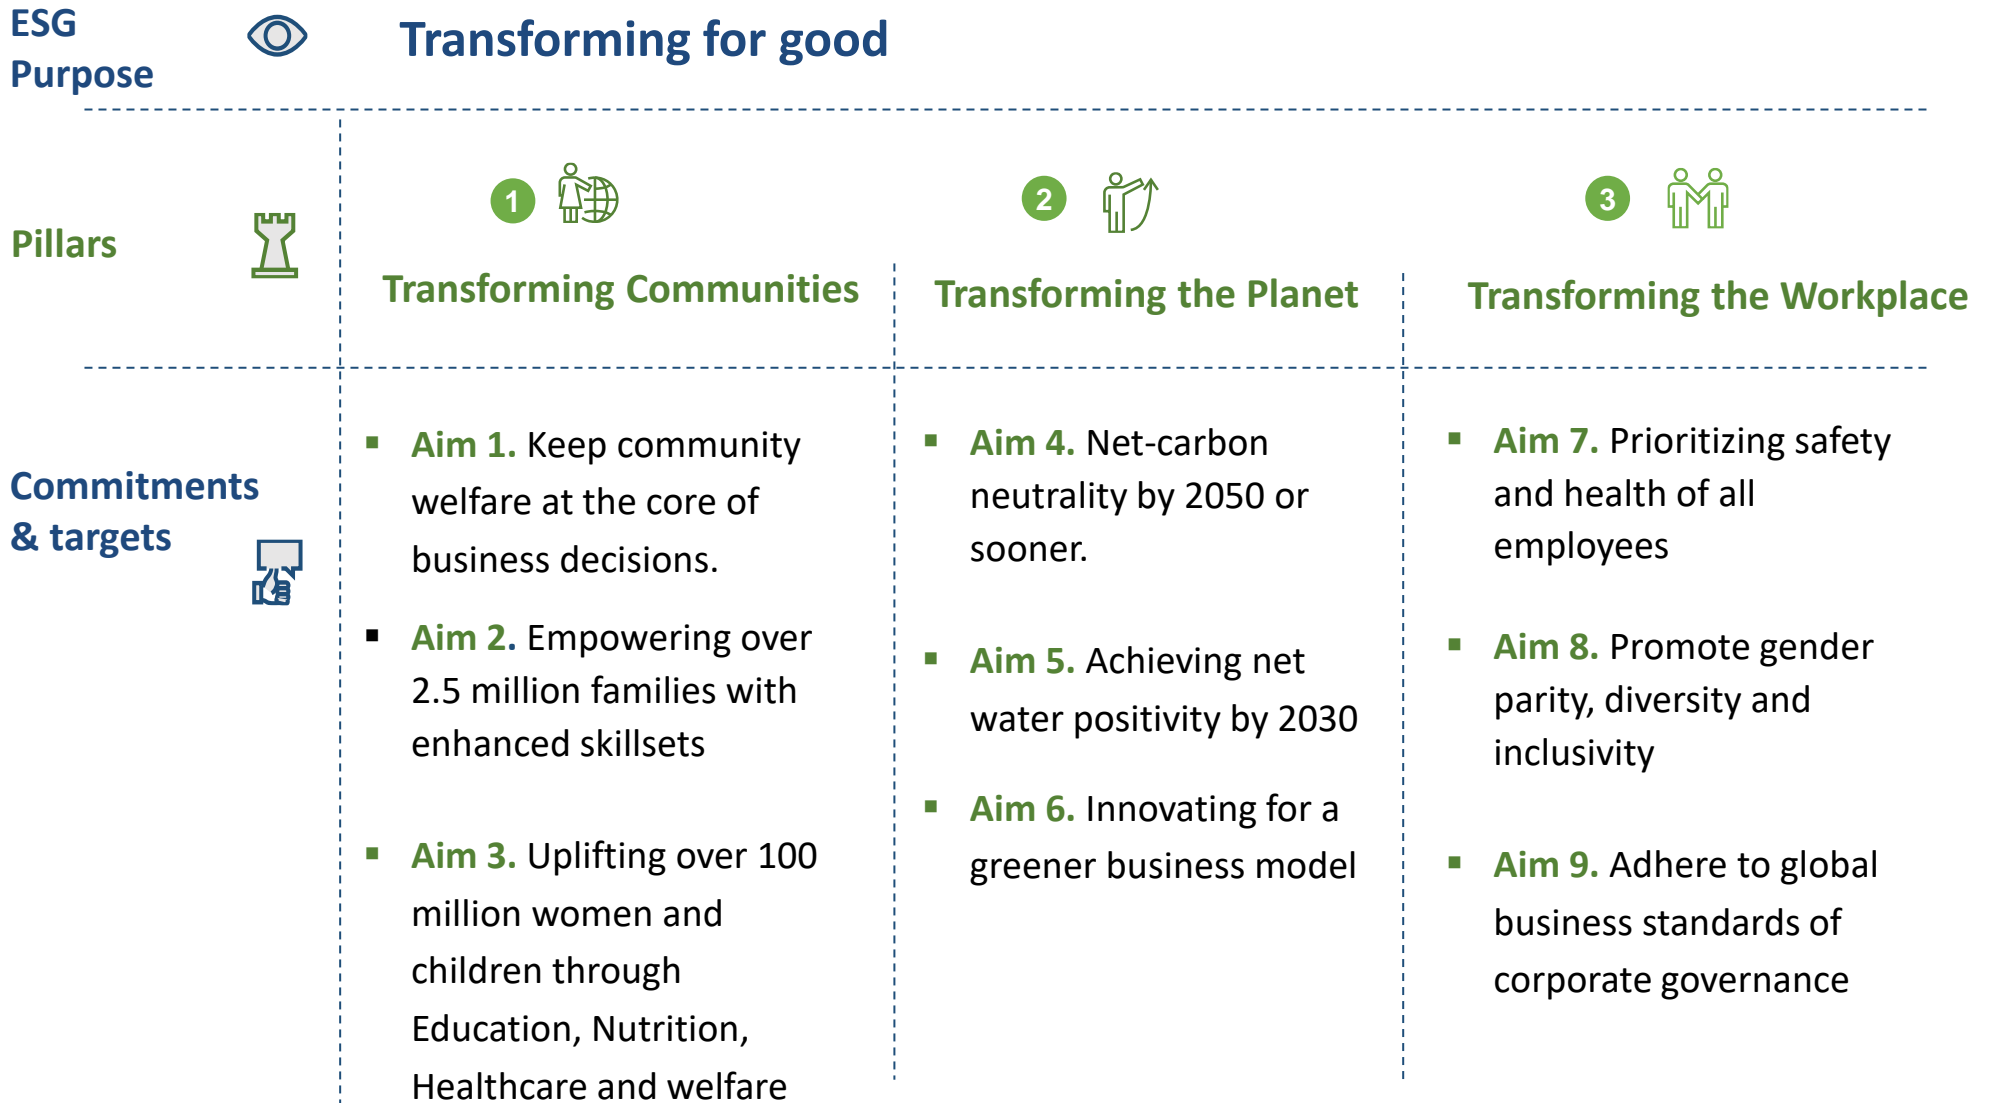 ESG
Purpose
Transforming for good
Pillars
1
Transforming Communities
2
Transforming the Planet
3
Transforming the Workplace
Commitments
& targets
▪ Aim 1. Keep community
welfare at the core of
business decisions.
▪ Aim 2. Empowering over
2.5 million families with
enhanced skillsets
▪ Aim 3. Uplifting over 100
million women and
children through
Education, Nutrition,
Healthcare and welfare
▪ Aim 4. Net-carbon
neutrality by 2050 or
sooner.
▪ Aim 5. Achieving net
water positivity by 2030
▪ Aim 6. Innovating for a
greener business model
▪ Aim 7. Prioritizing safety
and health of all
employees
▪ Aim 8. Promote gender
parity, diversity and
inclusivity
▪ Aim 9. Adhere to global
business standards of
corporate governance